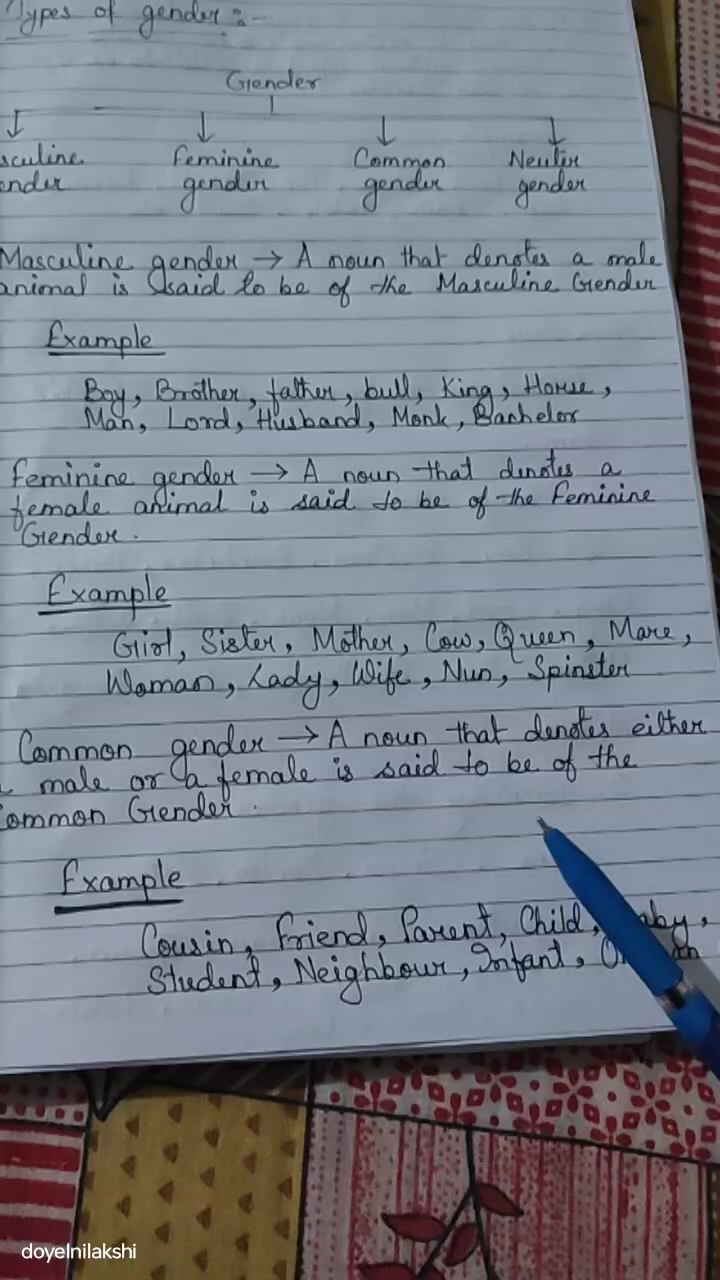 Types of gender :-
Gender
sculine Feminine Common Neuter
ender gender gender gender
Masculine gender → A noun that denotes a male
animal is said to be of the Masculine Gender
Example
Boy, Brother, father, bull, King, Horse,
Man, Lord, Husband, Monk, Bachelor
Feminine gender → A noun that denotes a
female animal is said to be of the Feminine
Gender.
Example
Girl, Sister, Mother, Cow, Queen, Mare,
Woman, Lady, Wife, Nun, Spinster
Common gender → A noun that denotes either
male or a female is said to be of the
ommon Gender.
Example
Cousin, Friend, Parent, Child, aby,
Student, Neighbour, Infant,
doyelnilakshi